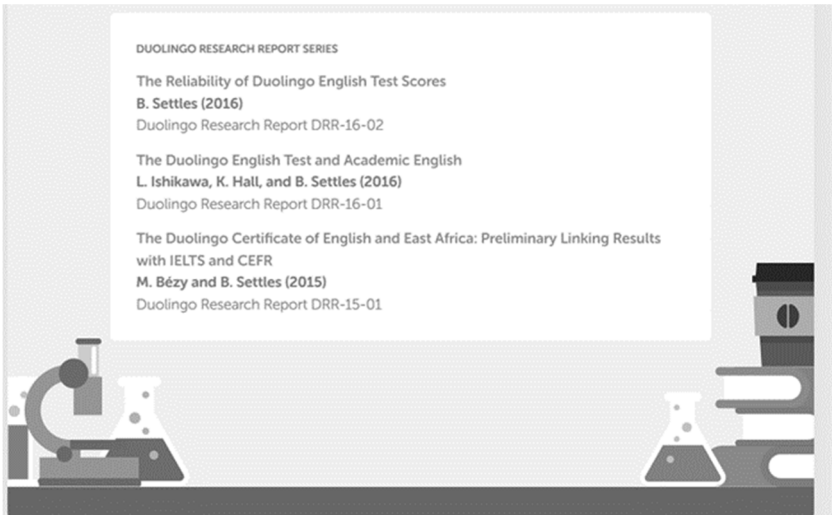 DUOLINGO RESEARCH REPORT SERIES
The Reliability of Duolingo English Test Scores
B. Settles (2016)
Duolingo Research Report DRR-16-02
The Duolingo English Test and Academic English
L. Ishikawa, K. Hall, and B. Settles (2016)
Duolingo Research Report DRR-16-01
The Duolingo Certificate of English and East Africa: Preliminary Linking Results
with IELTS and CEFR
M. Bézy and B. Settles (2015)
Duolingo Research Report DRR-15-01